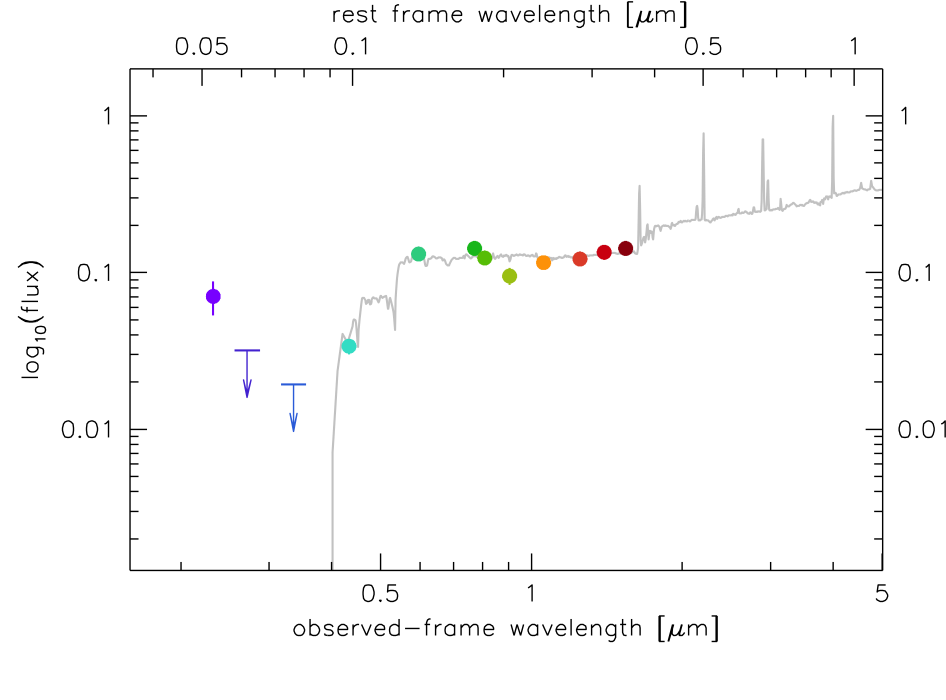 rest frame wavelength [μm]
0.05 0.1 0.5 1
1 1
0.1 0.1
0.01 0.01
log₁₀(flux)
0.5 1 5
observed-frame wavelength [μm]